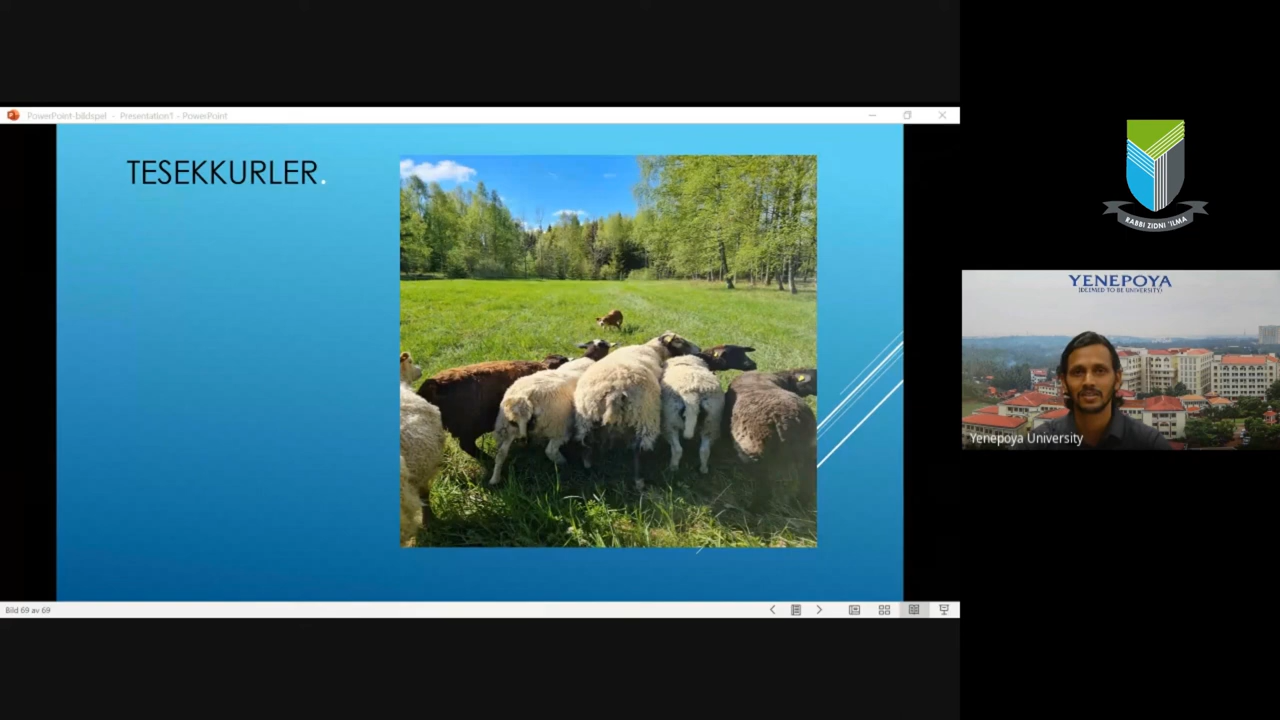 PowerPoint-bildspel - Presentation1 - PowerPoint
TESEKKURLER.
Bild 69 av 69
RABBI ZIDNI 'ILMA
YENEPOYA
(DEEMED TO BE UNIVERSITY)
Yenepoya University